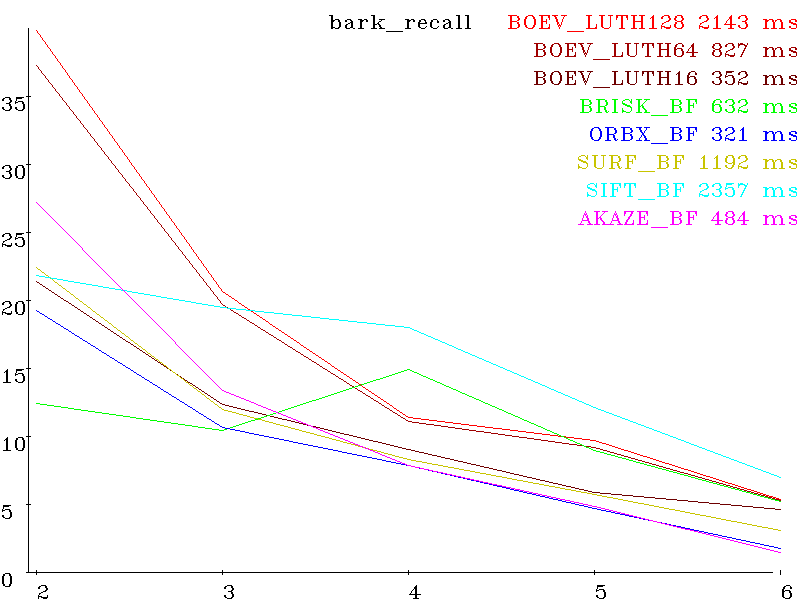 bark_recall BOEV_LUTH128 2143 ms
BOEV_LUTH64 827 ms
BOEV_LUTH16 352 ms
BRISK_BF 632 ms
ORBX_BF 321 ms
SURF_BF 1192 ms
SIFT_BF 2357 ms
AKAZE_BF 484 ms
35
30
25
20
15
10
5
0
2 3 4 5 6